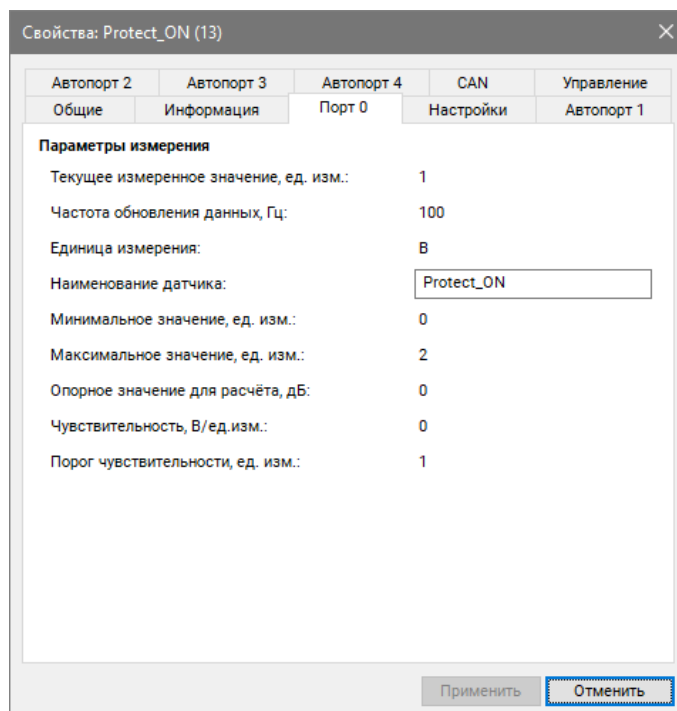 Свойства: Protect_ON (13)
Автопорт 2 Автопорт 3 Автопорт 4 CAN Управление
Общие Информация Порт 0 Настройки Автопорт 1
Параметры измерения
Текущее измеренное значение, ед. изм.: 1
Частота обновления данных, Гц: 100
Единица измерения: В
Наименование датчика: Protect_ON
Минимальное значение, ед. изм.: 0
Максимальное значение, ед. изм.: 2
Опорное значение для расчёта, дБ: 0
Чувствительность, В/ед.изм.: 0
Порог чувствительности, ед. изм.: 1
Применить Отменить